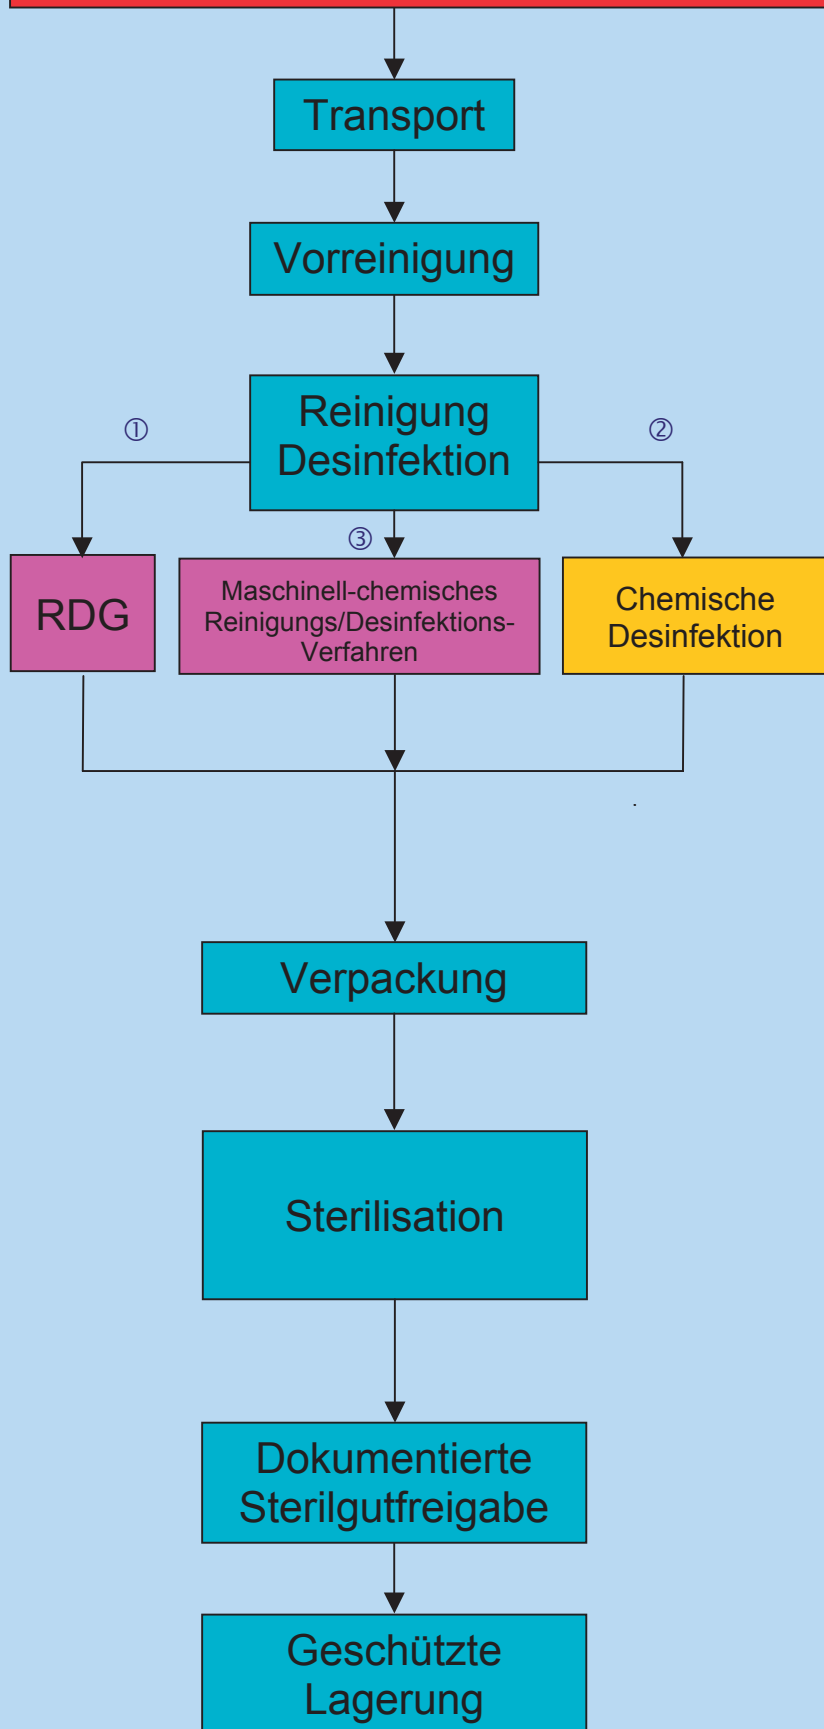 Transport
Vorreinigung
Reinigung
Desinfektion
①
②
③
RDG
Maschinell-chemisches
Reinigungs/Desinfektions-
Verfahren
Chemische
Desinfektion
.
Verpackung
Sterilisation
Dokumentierte
Sterilgutfreigabe
Geschützte
Lagerung